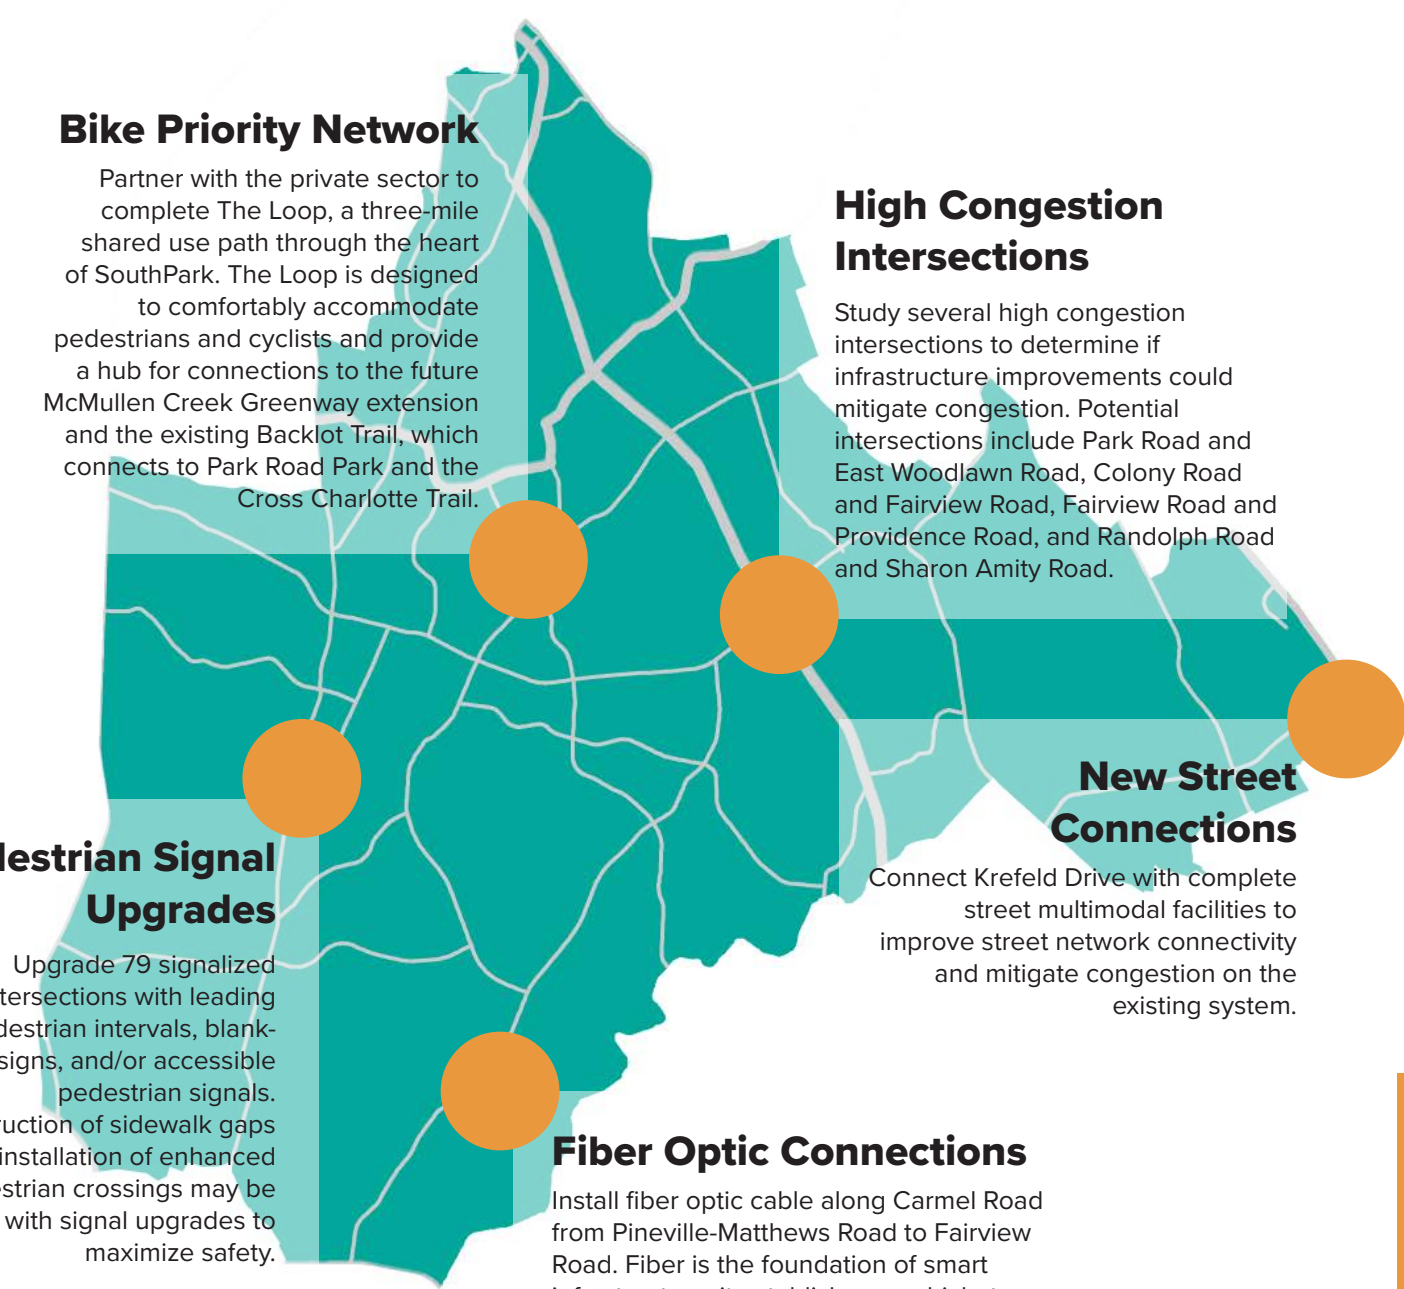 Bike Priority Network
Partner with the private sector to
complete The Loop, a three-mile
shared use path through the heart
of SouthPark. The Loop is designed
to comfortably accommodate
pedestrians and cyclists and provide
a hub for connections to the future
McMullen Creek Greenway extension
and the existing Backlot Trail, which
connects to Park Road Park and the
Cross Charlotte Trail.
High Congestion
Intersections
Study several high congestion
intersections to determine if
infrastructure improvements could
mitigate congestion. Potential
intersections include Park Road and
East Woodlawn Road, Colony Road
and Fairview Road, Fairview Road and
Providence Road, and Randolph Road
and Sharon Amity Road.
New Street
Connections
Connect Krefeld Drive with complete
street multimodal facilities to
improve street network connectivity
and mitigate congestion on the
existing system.
Signal
Upgrades
Upgrade 79 signalized
with leading
intervals, blank-
signs, and/or accessible
pedestrian signals.
of sidewalk gaps
installation of enhanced
crossings may be
with signal upgrades to
maximize safety.
Fiber Optic Connections
Install fiber optic cable along Carmel Road
from Pineville-Matthews Road to Fairview
Road. Fiber is the foundation of smart